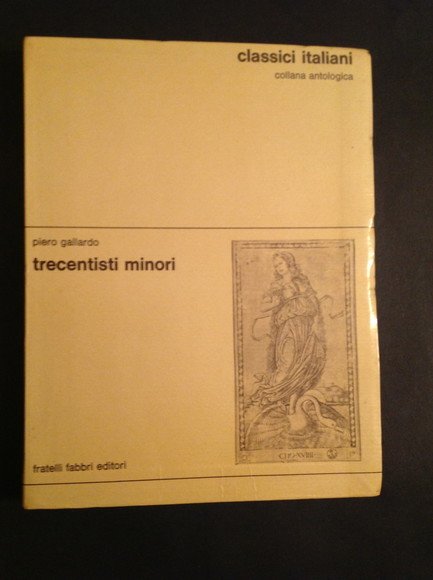 classici italiani
collana antologica
piero gallardo
trecentisti minori
fratelli fabbri editori